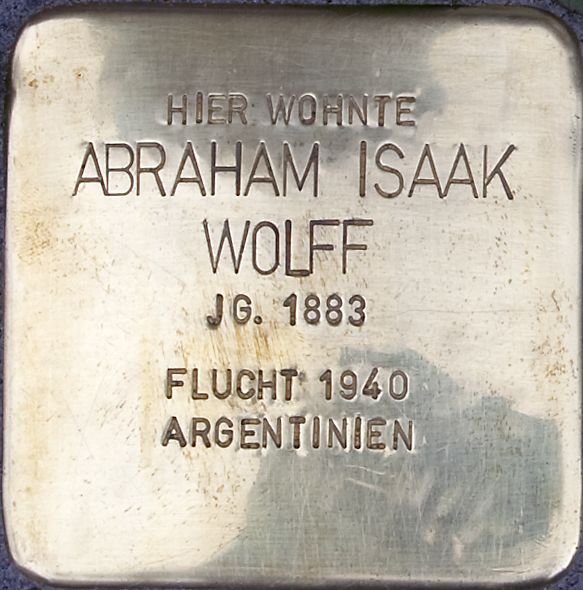 HIER WOHNTE
ABRAHAM ISAAK
WOLFF
JG. 1883
FLUCHT 1940
ARGENTINIEN